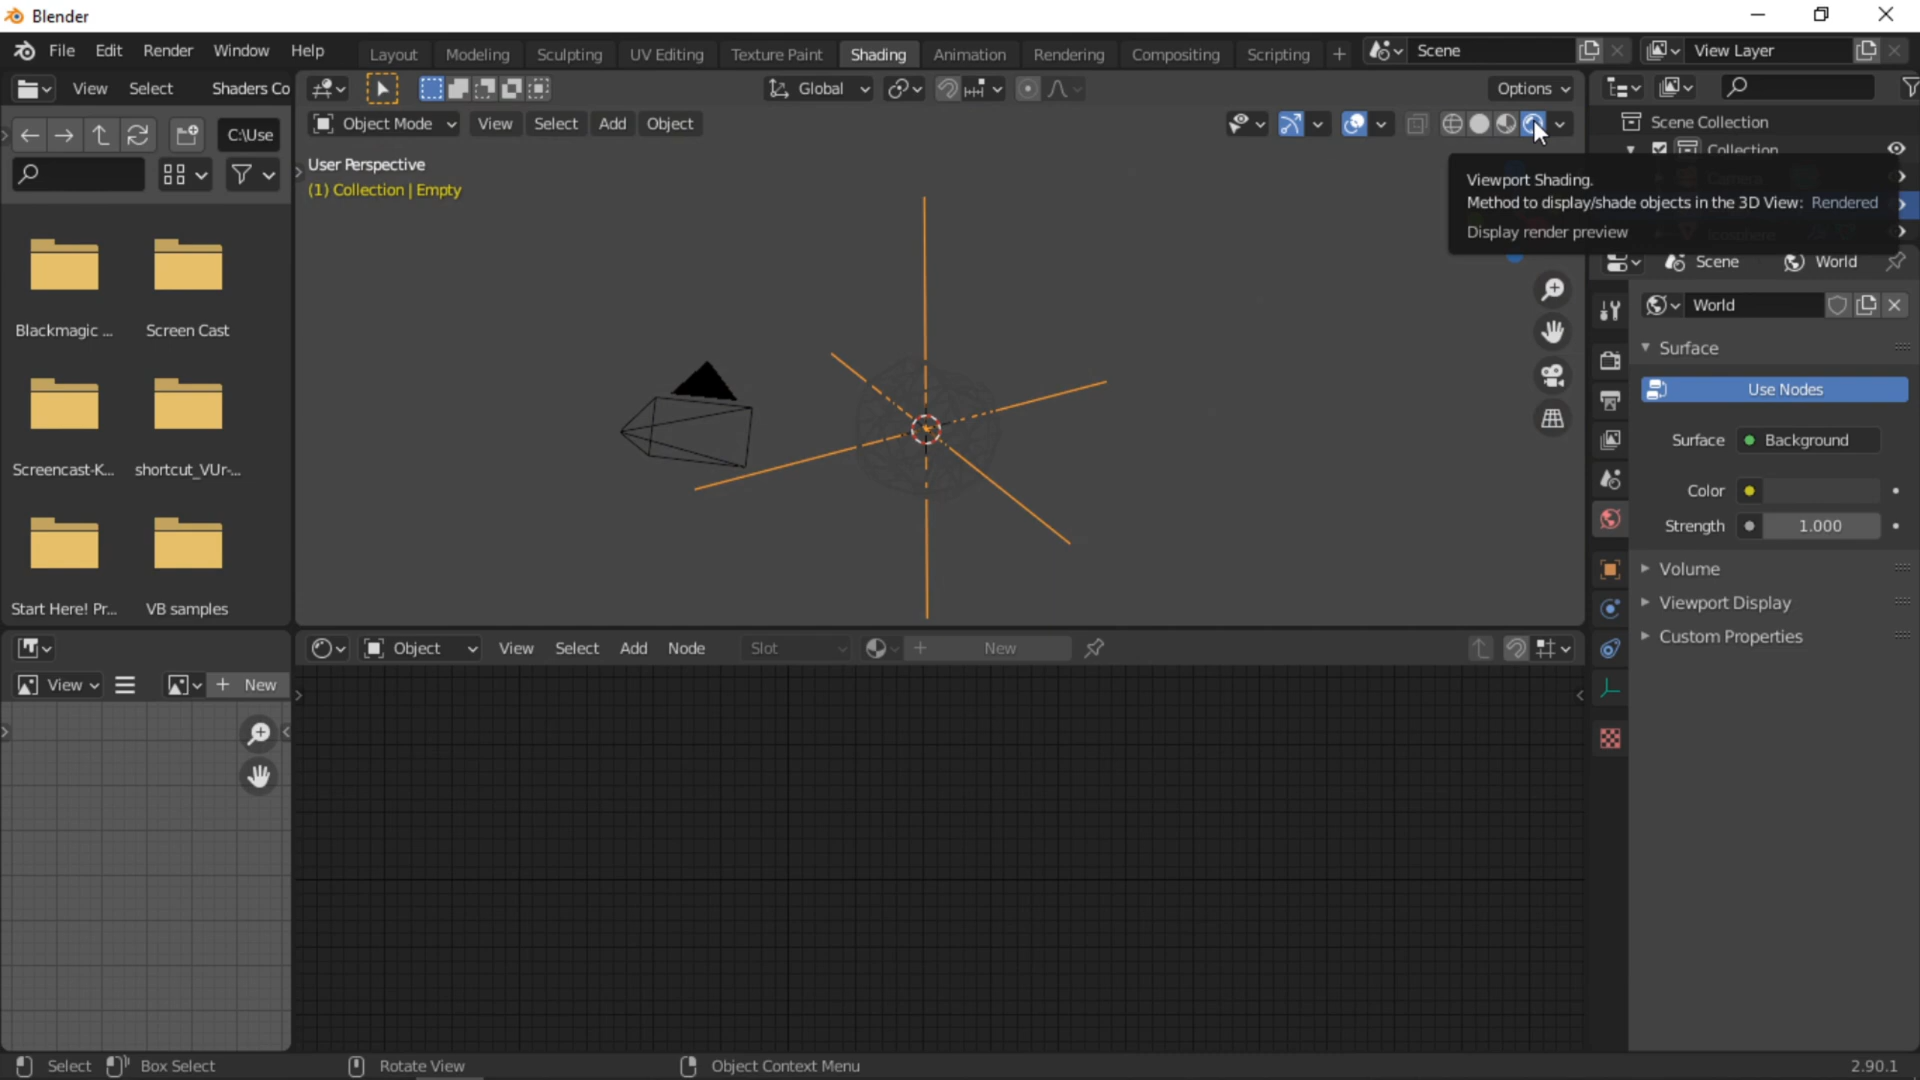 Blender
File Edit Render Window Help Layout Modeling Sculpting UV Editing Texture Paint Shading Animation Rendering Compositing Scripting + Scene View Layer
View Select Shaders Co Global Options
C:\Use Object Mode View Select Add Object Scene Collection
Collection
User Perspective
(1) Collection | Empty
Viewport Shading.
Method to display/shade objects in the 3D View: Rendered
Display render preview
Icosphere
Scene World
World
Surface
Use Nodes
Surface Background
Color
Strength 1.000
Volume
Viewport Display
Custom Properties
Blackmagic ... Screen Cast
Screencast-K... shortcut_VUr-...
Start Here! Pr... VB samples
Object View Select Add Node Slot + New
View + New
Select Box Select Rotate View Object Context Menu 2.90.1